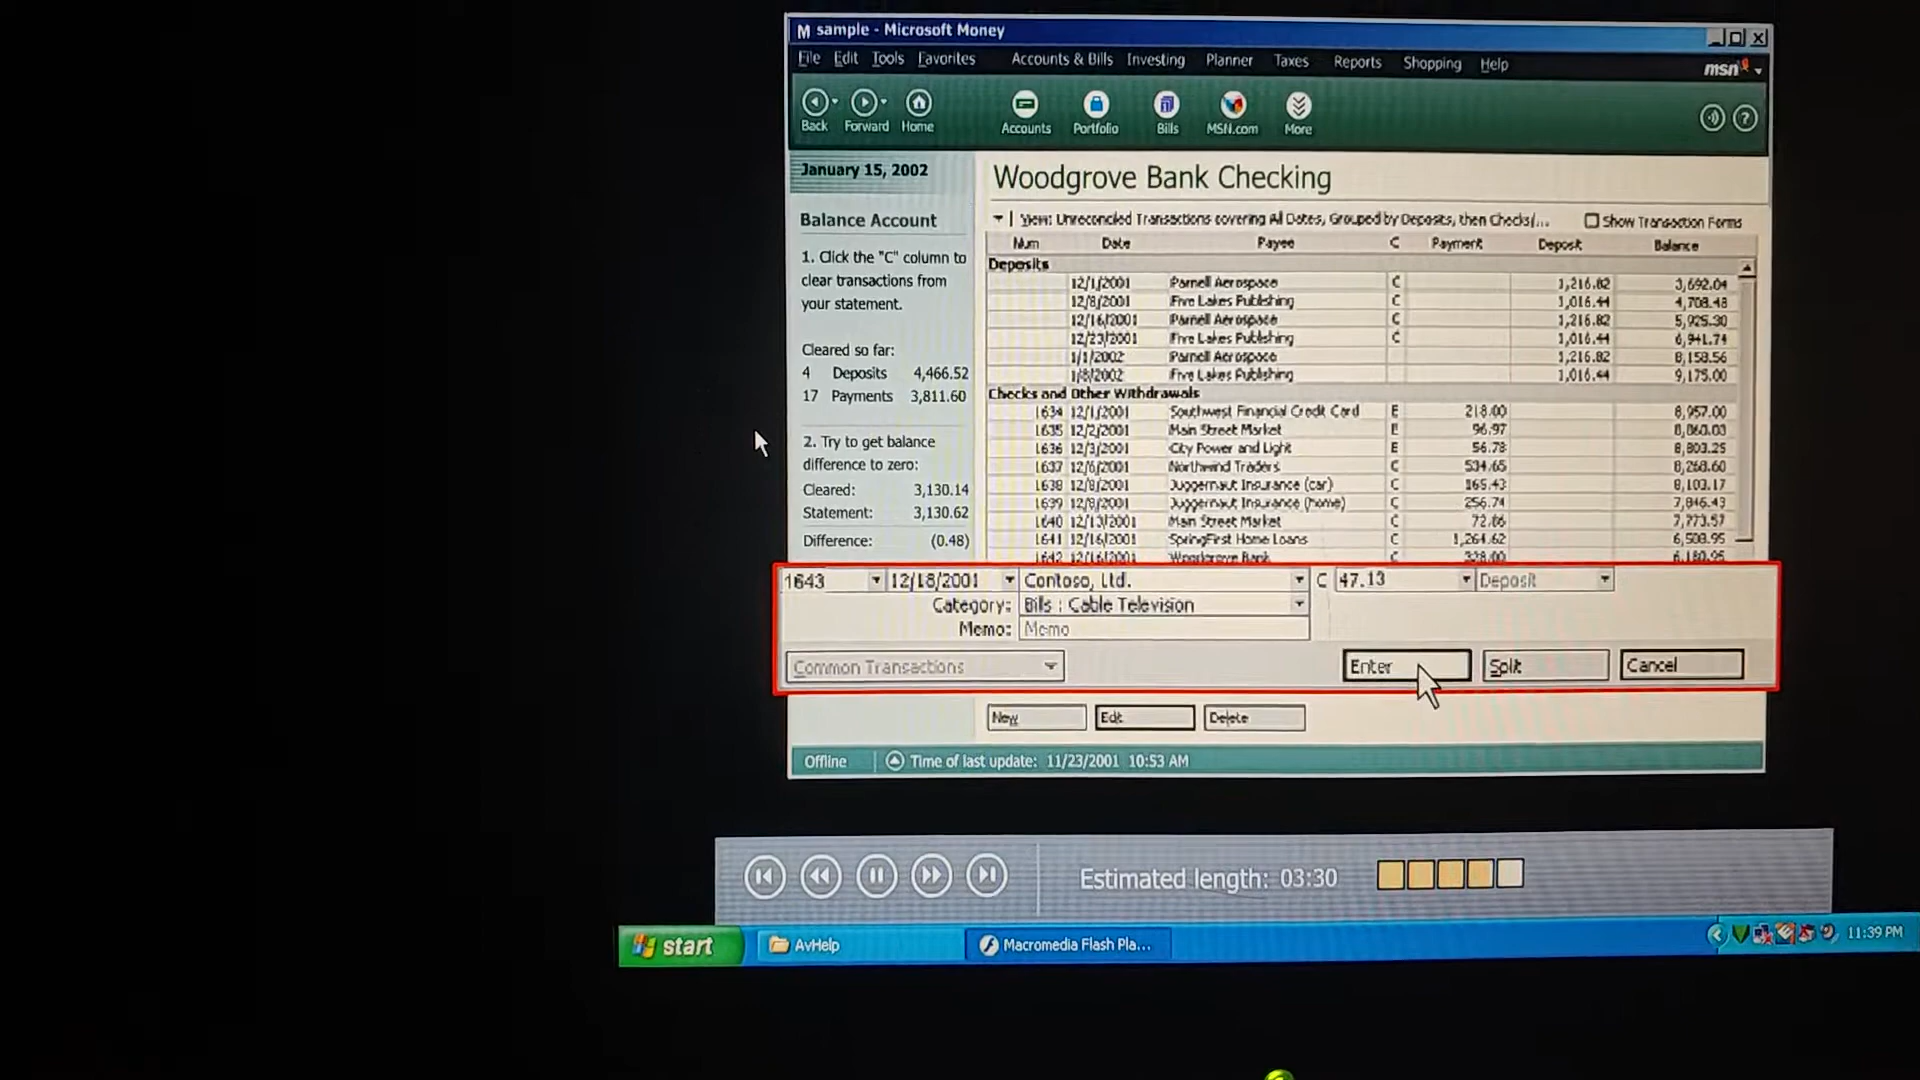 sample - Microsoft Money
File Edit Tools Favorites Accounts & Bills Investing Planner Taxes Reports Shopping Help
msn
Back Forward Home Accounts Portfolio Bills MSN.com More
January 15, 2002
Woodgrove Bank Checking
Balance Account
View: Unreconciled Transactions covering All Dates, Grouped by Deposits, then Checks(...
Show Transaction Forms
1. Click the "C" column to
clear transactions from
your statement.
Cleared so far:
4 Deposits 4,466.52
17 Payments 3,811.60
2. Try to get balance
difference to zero:
Cleared: 3,130.14
Statement: 3,130.62
Difference: (0.48)
Num Date Payee C Payment Deposit Balance
Deposits
12/1/2001 Parnell Aerospace C 1,216.82 3,692.04
12/8/2001 Five Lakes Publishing C 1,016.44 4,708.48
12/16/2001 Parnell Aerospace C 1,216.82 5,925.30
12/23/2001 Five Lakes Publishing C 1,016.44 6,941.74
1/1/2002 Parnell Aerospace 1,216.82 8,158.56
1/8/2002 Five Lakes Publishing 1,016.44 9,175.00
Checks and Other Withdrawals
1634 12/1/2001 Southwest Financial Credit Card E 218.00 8,957.00
1635 12/2/2001 Main Street Market E 96.97 8,860.03
1636 12/3/2001 City Power and Light E 56.78 8,803.25
1637 12/6/2001 Northwind Traders C 534.65 8,268.60
1638 12/8/2001 Juggernaut Insurance (car) C 165.43 8,103.17
1639 12/8/2001 Juggernaut Insurance (home) C 256.74 7,846.43
1640 12/13/2001 Main Street Market C 72.86 7,773.57
1641 12/16/2001 SpringFirst Home Loans C 1,264.62 6,508.95
1642 12/16/2001 Woodgrove Bank C 328.00 6,180.95
1643 12/18/2001 Contoso, Ltd. C 47.13 Deposit
Category: Bills : Cable Television
Memo: Memo
Common Transactions Enter Split Cancel
New Edit Delete
Offline Time of last update: 11/23/2001 10:53 AM
Estimated length: 03:30
start AvHelp Macromedia Flash Pla... 11:39 PM